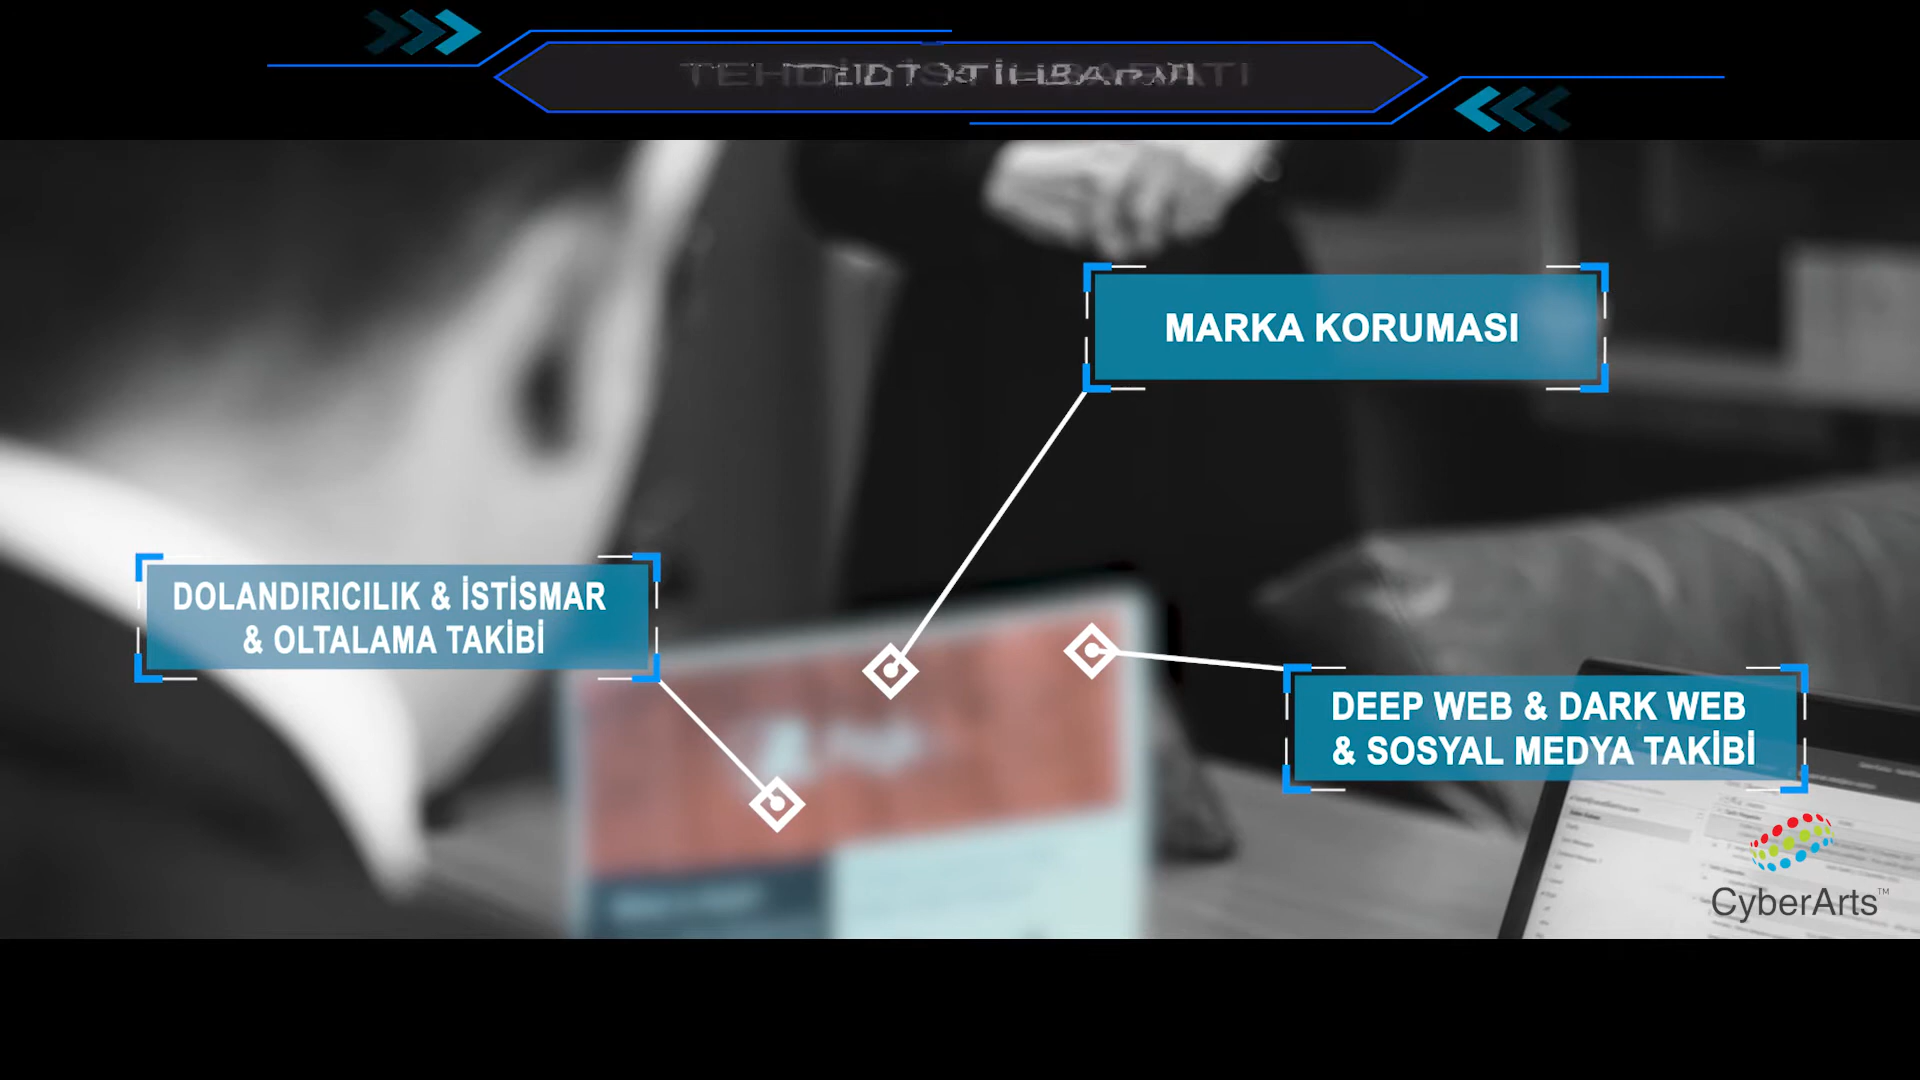 MARKA KORUMASI
DOLANDIRICILIK & İSTİSMAR
& OLTALAMA TAKİBİ
DEEP WEB & DARK WEB
& SOSYAL MEDYA TAKİBİ
CyberArts™